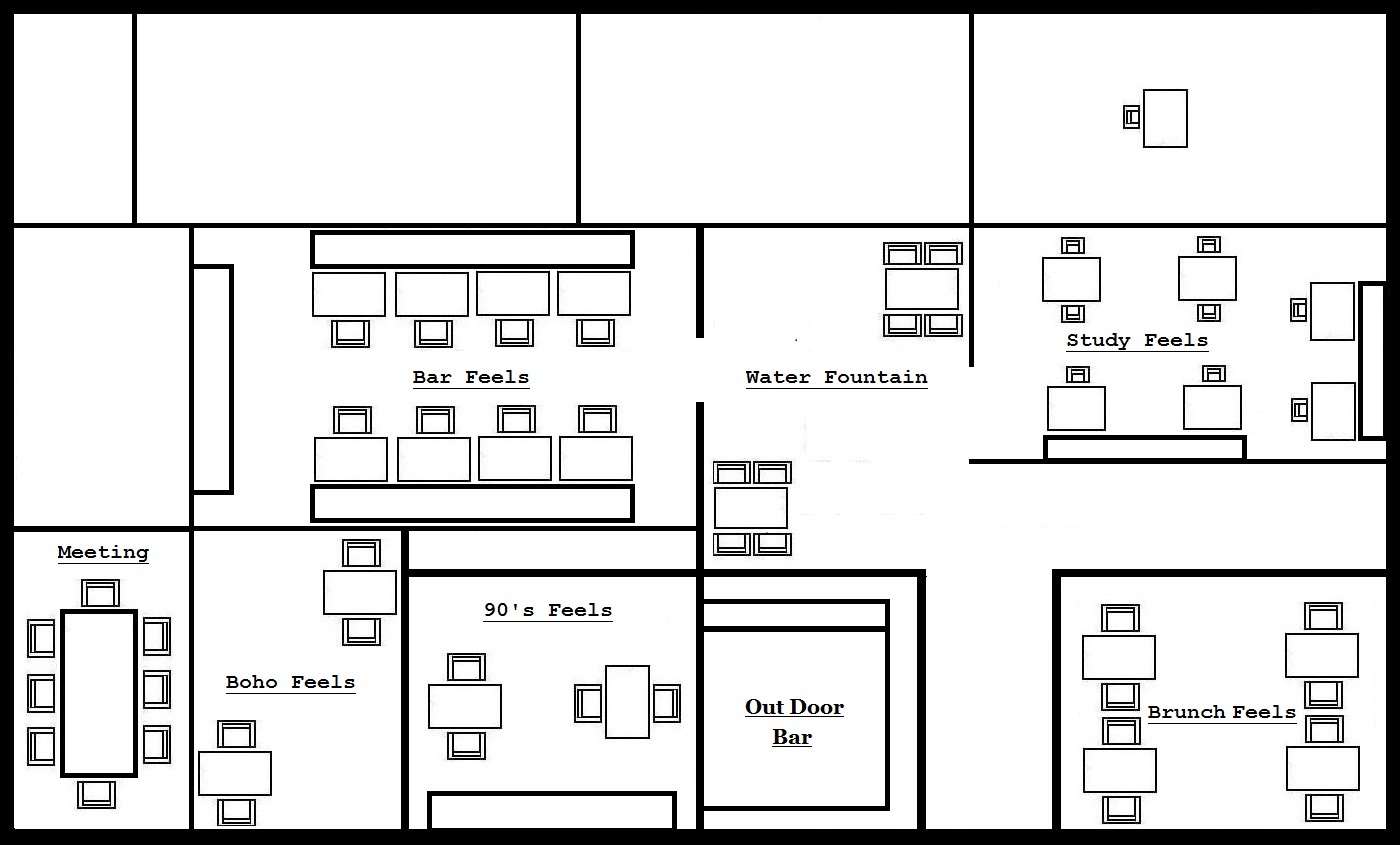 Study Feels
Bar Feels
Water Fountain
Meeting
90's Feels
Boho Feels
Out Door
Bar
Brunch Feels